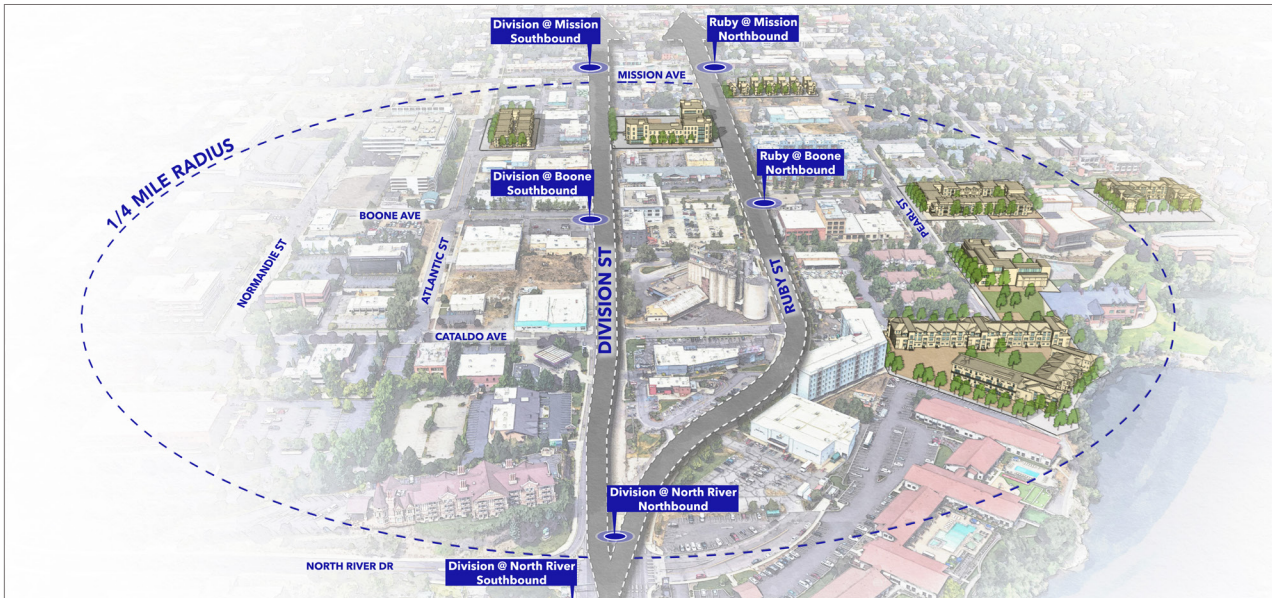 Division @ Mission
Southbound
Ruby @ Mission
Northbound
MISSION AVE
1/4 MILE RADIUS
Division @ Boone
Southbound
Ruby @ Boone
Northbound
BOONE AVE
PEARL ST
NORMANDIE ST
ATLANTIC ST
DIVISION ST
RUBY ST
CATALDO AVE
Division @ North River
Northbound
NORTH RIVER DR
Division @ North River
Southbound